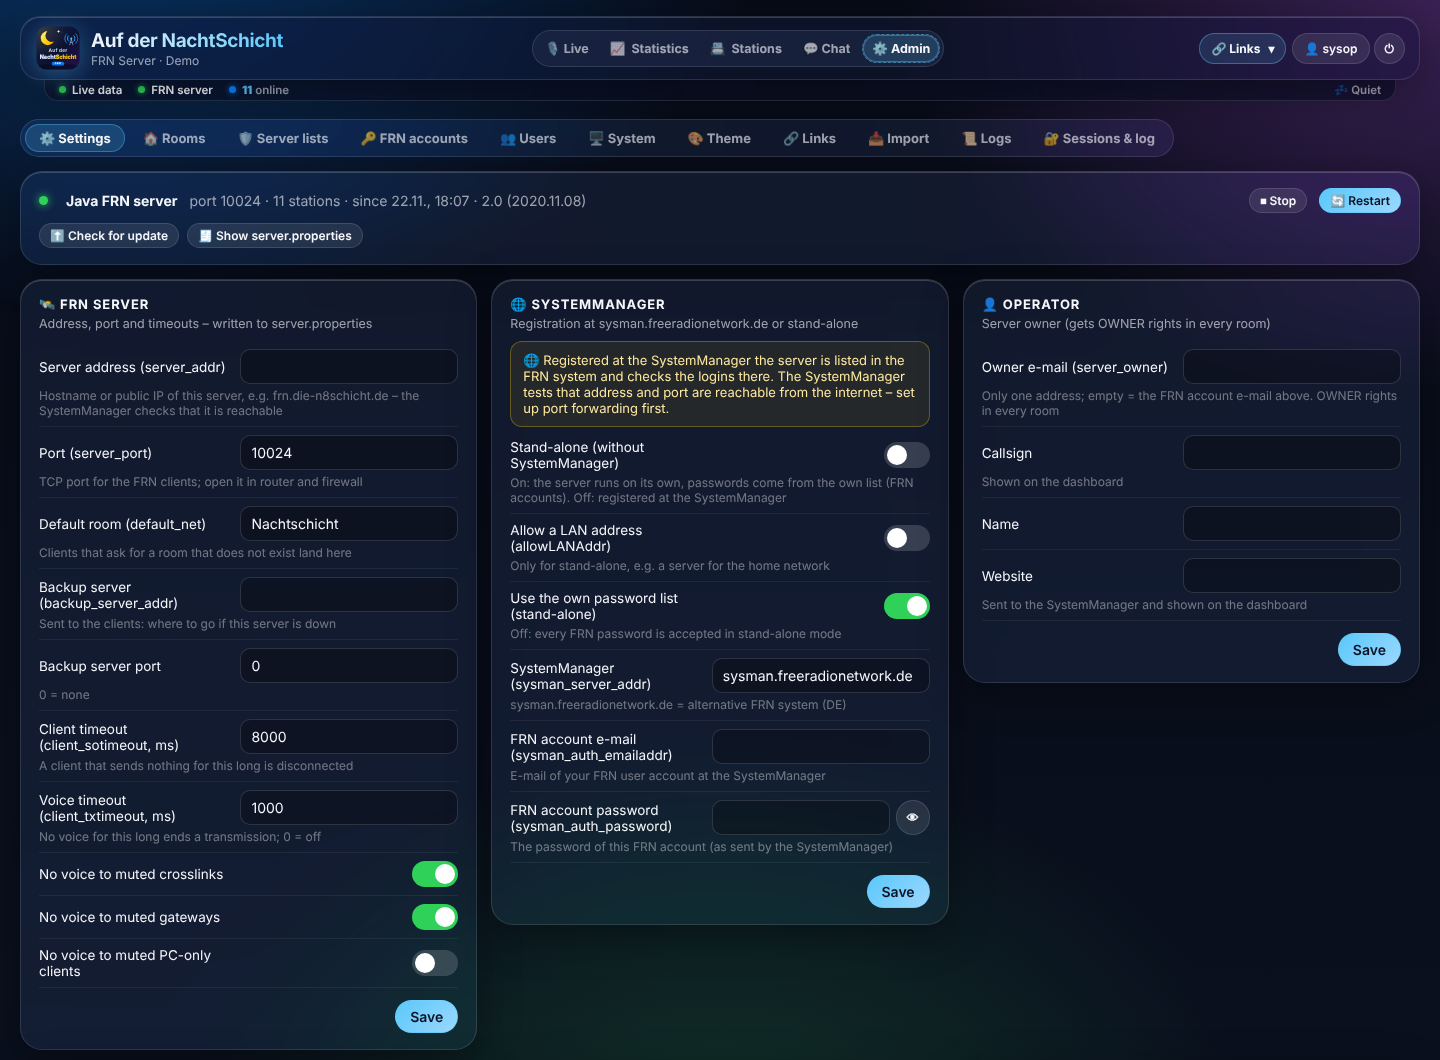 Auf der NachtSchicht
FRN Server · Demo
Live
Statistics
Stations
Chat
Admin
Links ▾
sysop
Live data
FRN server
11 online
Quiet
Settings
Rooms
Server lists
FRN accounts
Users
System
Theme
Links
Import
Logs
Sessions & log
Java FRN server port 10024 · 11 stations · since 22.11., 18:07 · 2.0 (2020.11.08)
Stop
Restart
Check for update
Show server.properties
FRN SERVER
Address, port and timeouts – written to server.properties
Server address (server_addr)
Hostname or public IP of this server, e.g. frn.die-n8schicht.de – the
SystemManager checks that it is reachable
Port (server_port)
10024
TCP port for the FRN clients; open it in router and firewall
Default room (default_net)
Nachtschicht
Clients that ask for a room that does not exist land here
Backup server
(backup_server_addr)
Sent to the clients: where to go if this server is down
Backup server port
0
0 = none
Client timeout
(client_sotimeout, ms)
8000
A client that sends nothing for this long is disconnected
Voice timeout
(client_txtimeout, ms)
1000
No voice for this long ends a transmission; 0 = off
No voice to muted crosslinks
No voice to muted gateways
No voice to muted PC-only
clients
Save
SYSTEMMANAGER
Registration at sysman.freeradionetwork.de or stand-alone
Registered at the SystemManager the server is listed in the
FRN system and checks the logins there. The SystemManager
tests that address and port are reachable from the internet – set
up port forwarding first.
Stand-alone (without
SystemManager)
On: the server runs on its own, passwords come from the own list (FRN
accounts). Off: registered at the SystemManager
Allow a LAN address
(allowLANAddr)
Only for stand-alone, e.g. a server for the home network
Use the own password list
(stand-alone)
Off: every FRN password is accepted in stand-alone mode
SystemManager
(sysman_server_addr)
sysman.freeradionetwork.de
sysman.freeradionetwork.de = alternative FRN system (DE)
FRN account e-mail
(sysman_auth_emailaddr)
E-mail of your FRN user account at the SystemManager
FRN account password
(sysman_auth_password)
The password of this FRN account (as sent by the SystemManager)
Save
OPERATOR
Server owner (gets OWNER rights in every room)
Owner e-mail (server_owner)
Only one address; empty = the FRN account e-mail above. OWNER rights
in every room
Callsign
Shown on the dashboard
Name
Website
Sent to the SystemManager and shown on the dashboard
Save